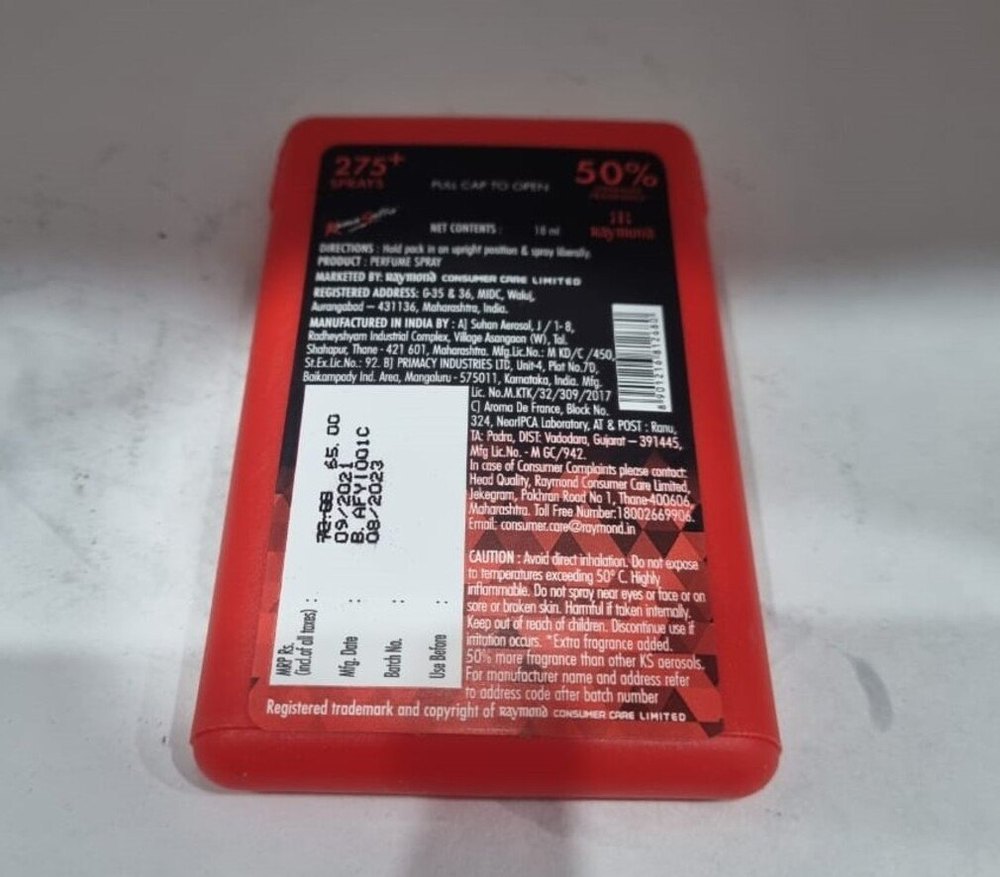 275+
SPRAYS
PULL CAP TO OPEN
50%
NET CONTENTS : 18 ml
Raymond
DIRECTIONS : Hold pack in an upright position & spray liberally.
PRODUCT : PERFUME SPRAY
MARKETED BY: Raymond CONSUMER CARE LIMITED
REGISTERED ADDRESS: G-35 & 36, MIDC, Waluj,
Aurangabad – 431136, Maharashtra, India.
MANUFACTURED IN INDIA BY : A] Suhan Aerosol, J / 1- 8,
Radheyshyam Industrial Complex, Village Asangaon (W), Tal.
Shahapur, Thane - 421 601, Maharashtra. Mfg.Lic.No.: M KD/C /450,
St.Ex.Lic.No.: 92. B] PRIMACY INDUSTRIES LTD, Unit-4, Plot No.7D,
Baikampady Ind. Area, Mangaluru - 575011, Karnataka, India. Mfg.
Lic. No.M.KTK/32/309/2017
C] Aroma De France, Block No.
324, NearIPCA Laboratory, AT & POST : Ranu,
TA: Padra, DIST: Vadodara, Gujarat – 391445,
Mfg Lic.No. - M GC/942.
In case of Consumer Complaints please contact:
Head Quality, Raymond Consumer Care Limited,
Jekegram, Pokhran Road No 1, Thane-400606,
Maharashtra. Toll Free Number:18002669906.
Email: consumer.care@raymond.in
CAUTION : Avoid direct inhalation. Do not expose
to temperatures exceeding 50° C. Highly
inflammable. Do not spray near eyes or face or on
sore or broken skin. Harmful if taken internally.
Keep out of reach of children. Discontinue use if
irritation occurs. *Extra fragrance added.
50% more fragrance than other KS aerosols.
For manufacturer name and address refer
to address code after batch number
MRP Rs. : 65.00
(incl.of all taxes)
Mfg. Date : 09/2021
Batch No. : B. AFYI001C
Use Before : 08/2023
Registered trademark and copyright of Raymond CONSUMER CARE LIMITED